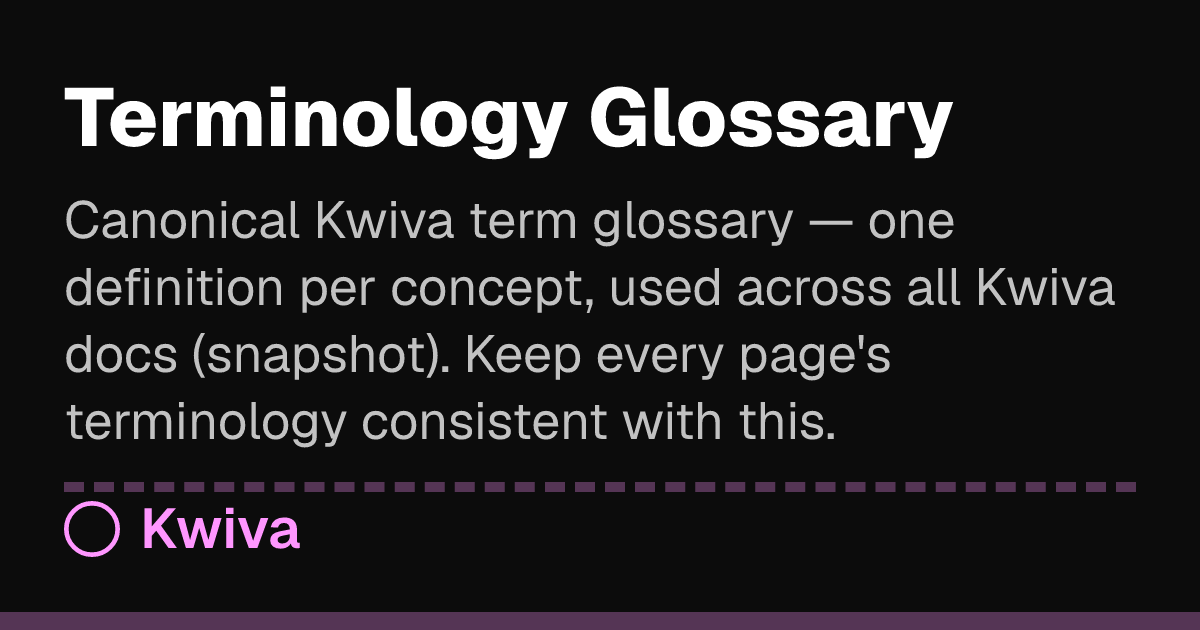 Terminology Glossary
Canonical Kwiva term glossary — one
definition per concept, used across all Kwiva
docs (snapshot). Keep every page's
terminology consistent with this.
Kwiva